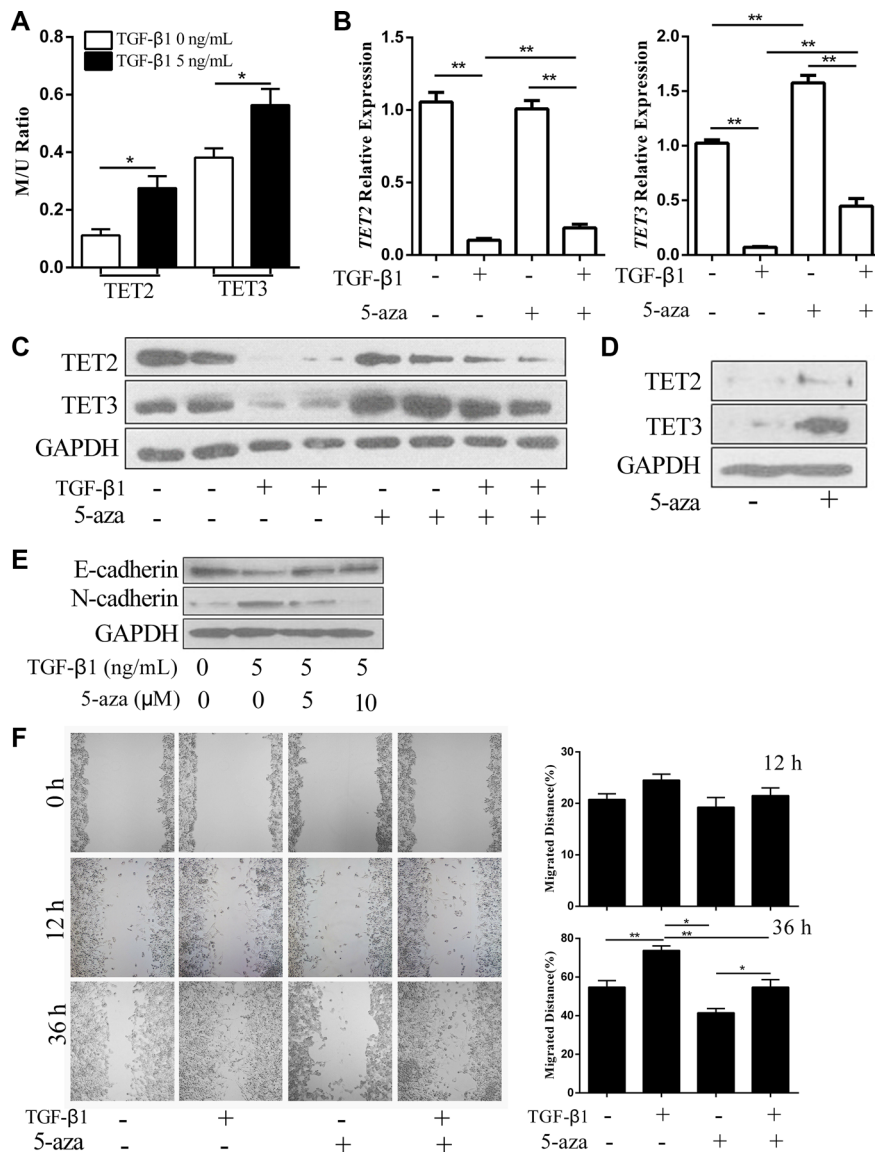 A
M/U Ratio
0.8
0.6
0.4
0.2
0.0
TGF-β1 0 ng/mL
TGF-β1 5 ng/mL
*
*
TET2
TET3
B
TET2 Relative Expression
1.5
1.0
0.5
0.0
**
**
**
TGF-β1 - + - +
5-aza - - + +
TET3 Relative Expression
2.0
1.5
1.0
0.5
0.0
**
**
**
**
TGF-β1 - + - +
5-aza - - + +
C
TET2
TET3
GAPDH
TGF-β1 - - + + - - + +
5-aza - - - - + + + +
D
TET2
TET3
GAPDH
5-aza - +
E
E-cadherin
N-cadherin
GAPDH
TGF-β1 (ng/mL) 0 5 5 5
5-aza (μM) 0 0 5 10
F
0 h
12 h
36 h
TGF-β1 - + - +
5-aza - - + +
Migrated Distance(%)
30
20
10
0
12 h
Migrated Distance(%)
80
60
40
20
0
36 h
**
*
**
*
TGF-β1 - + - +
5-aza - - + +